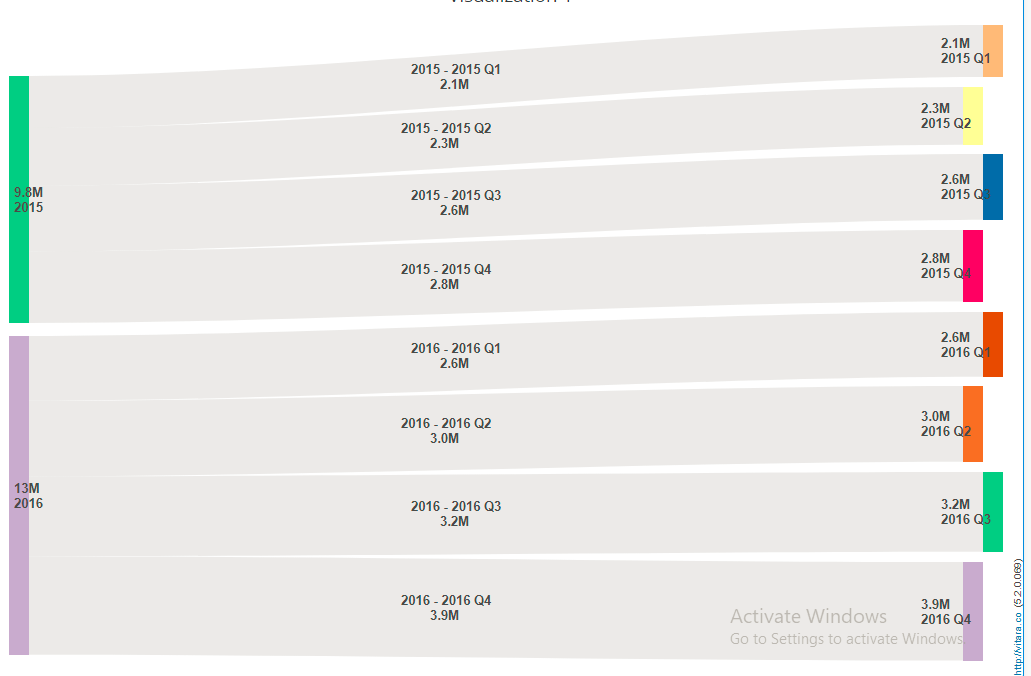 Visualization 1
2.1M
2015 Q1
2015 - 2015 Q1
2.1M
2.3M
2015 Q2
2015 - 2015 Q2
2.3M
2.6M
2015 Q3
2015 - 2015 Q3
2.6M
9.8M
2015
2.8M
2015 Q4
2015 - 2015 Q4
2.8M
2.6M
2016 Q1
2016 - 2016 Q1
2.6M
3.0M
2016 Q2
2016 - 2016 Q2
3.0M
13M
2016
3.2M
2016 Q3
2016 - 2016 Q3
3.2M
3.9M
2016 Q4
2016 - 2016 Q4
3.9M
Activate Windows
Go to Settings to activate Windows
http://vitara.co (5.2.0.069)